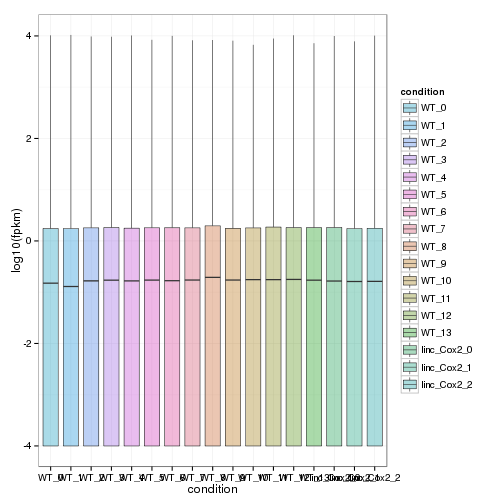 4
2
0
-2
-4
log10(fpkm)
condition
condition
WT_0
WT_1
WT_2
WT_3
WT_4
WT_5
WT_6
WT_7
WT_8
WT_9
WT_10
WT_11
WT_12
WT_13
linc_Cox2_0
linc_Cox2_1
linc_Cox2_2